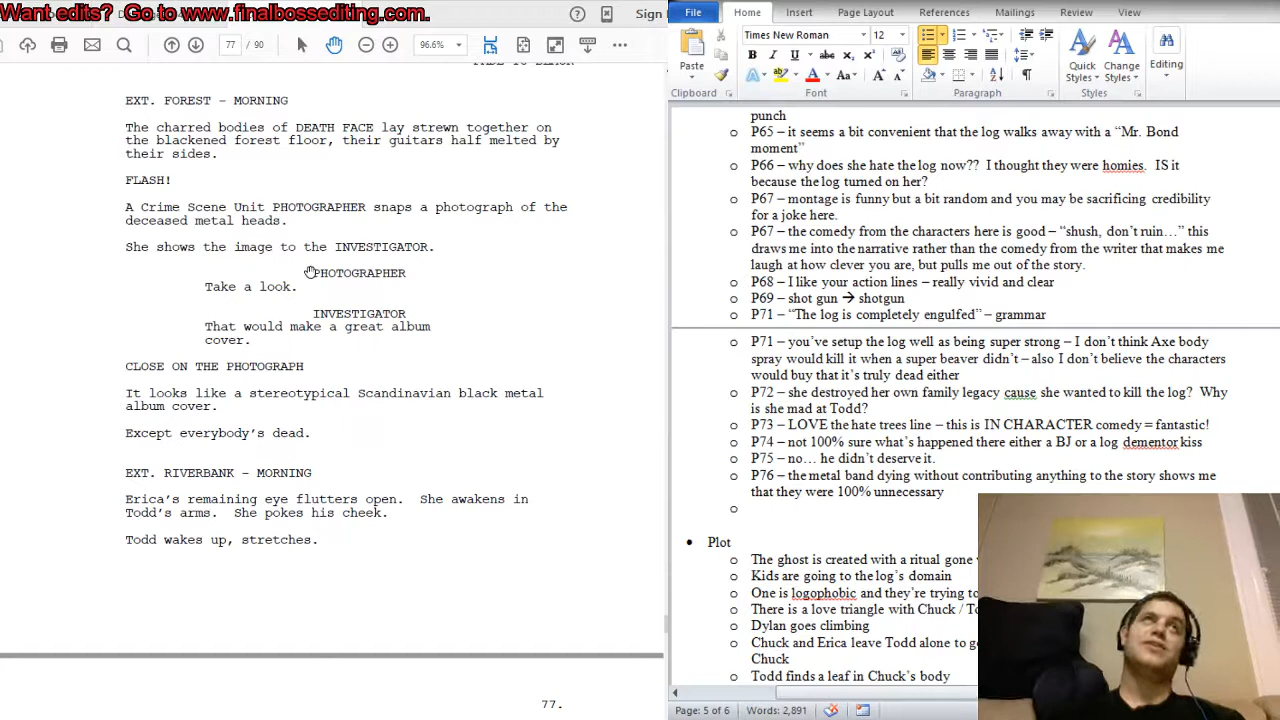 Want edits?  Go to www.finalbossediting.com.
Sign
96.6%
EXT. FOREST – MORNING
The charred bodies of DEATH FACE lay strewn together on
the blackened forest floor, their guitars half melted by
their sides.
FLASH!
A Crime Scene Unit PHOTOGRAPHER snaps a photograph of the
deceased metal heads.
She shows the image to the INVESTIGATOR.
PHOTOGRAPHER
Take a look.
INVESTIGATOR
That would make a great album
cover.
CLOSE ON THE PHOTOGRAPH
It looks like a stereotypical Scandinavian black metal
album cover.
Except everybody’s dead.
EXT. RIVERBANK – MORNING
Erica’s remaining eye flutters open.  She awakens in
Todd’s arms.  She pokes his cheek.
Todd wakes up, stretches.
77.
File Home Insert Page Layout References Mailings Review View
Paste
Times New Roman 12
Quick Styles
Change Styles
Editing
Clipboard Font Paragraph Styles
punch
o P65 – it seems a bit convenient that the log walks away with a “Mr. Bond
moment”
o P66 – why does she hate the log now??  I thought they were homies.  IS it
because the log turned on her?
o P67 – montage is funny but a bit random and you may be sacrificing credibility
for a joke here.
o P67 – the comedy from the characters here is good – “shush, don’t ruin…” this
draws me into the narrative rather than the comedy from the writer that makes me
laugh at how clever you are, but pulls me out of the story.
o P68 – I like your action lines – really vivid and clear
o P69 – shot gun → shotgun
o P71 – “The log is completely engulfed” – grammar
o P71 – you’ve setup the log well as being super strong – I don’t think Axe body
spray would kill it when a super beaver didn’t – also I don’t believe the characters
would buy that it’s truly dead either
o P72 – she destroyed her own family legacy cause she wanted to kill the log?  Why
is she mad at Todd?
o P73 – LOVE the hate trees line – this is IN CHARACTER comedy = fantastic!
o P74 – not 100% sure what’s happened there either a BJ or a log dementor kiss
o P75 – no… he didn’t deserve it.
o P76 – the metal band dying without contributing anything to the story shows me
that they were 100% unnecessary
o
• Plot
o The ghost is created with a ritual gone
o Kids are going to the log’s domain
o One is logophobic and they’re trying to
o There is a love triangle with Chuck /
o Dylan goes climbing
o Chuck and Erica leave Todd alone to
Chuck
o Todd finds a leaf in Chuck’s body
Page: 5 of 6 Words: 2,891